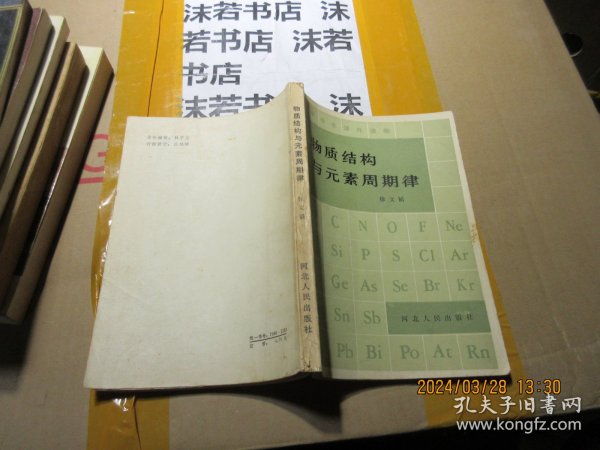 沫若书店 沫
若书店 沫若
书店
沫若书店 沫
物质结构与元素周期律
河北人民出版社
物质结构
与元素周期律
徐文娟
C N O F Ne
Si P S Cl Ar
Ge As Se Br Kr
Sn Sb
河北人民出版社
Pb Bi Po At Rn
2024/03/28 13:30
孔夫子旧书网
www.kongfz.com